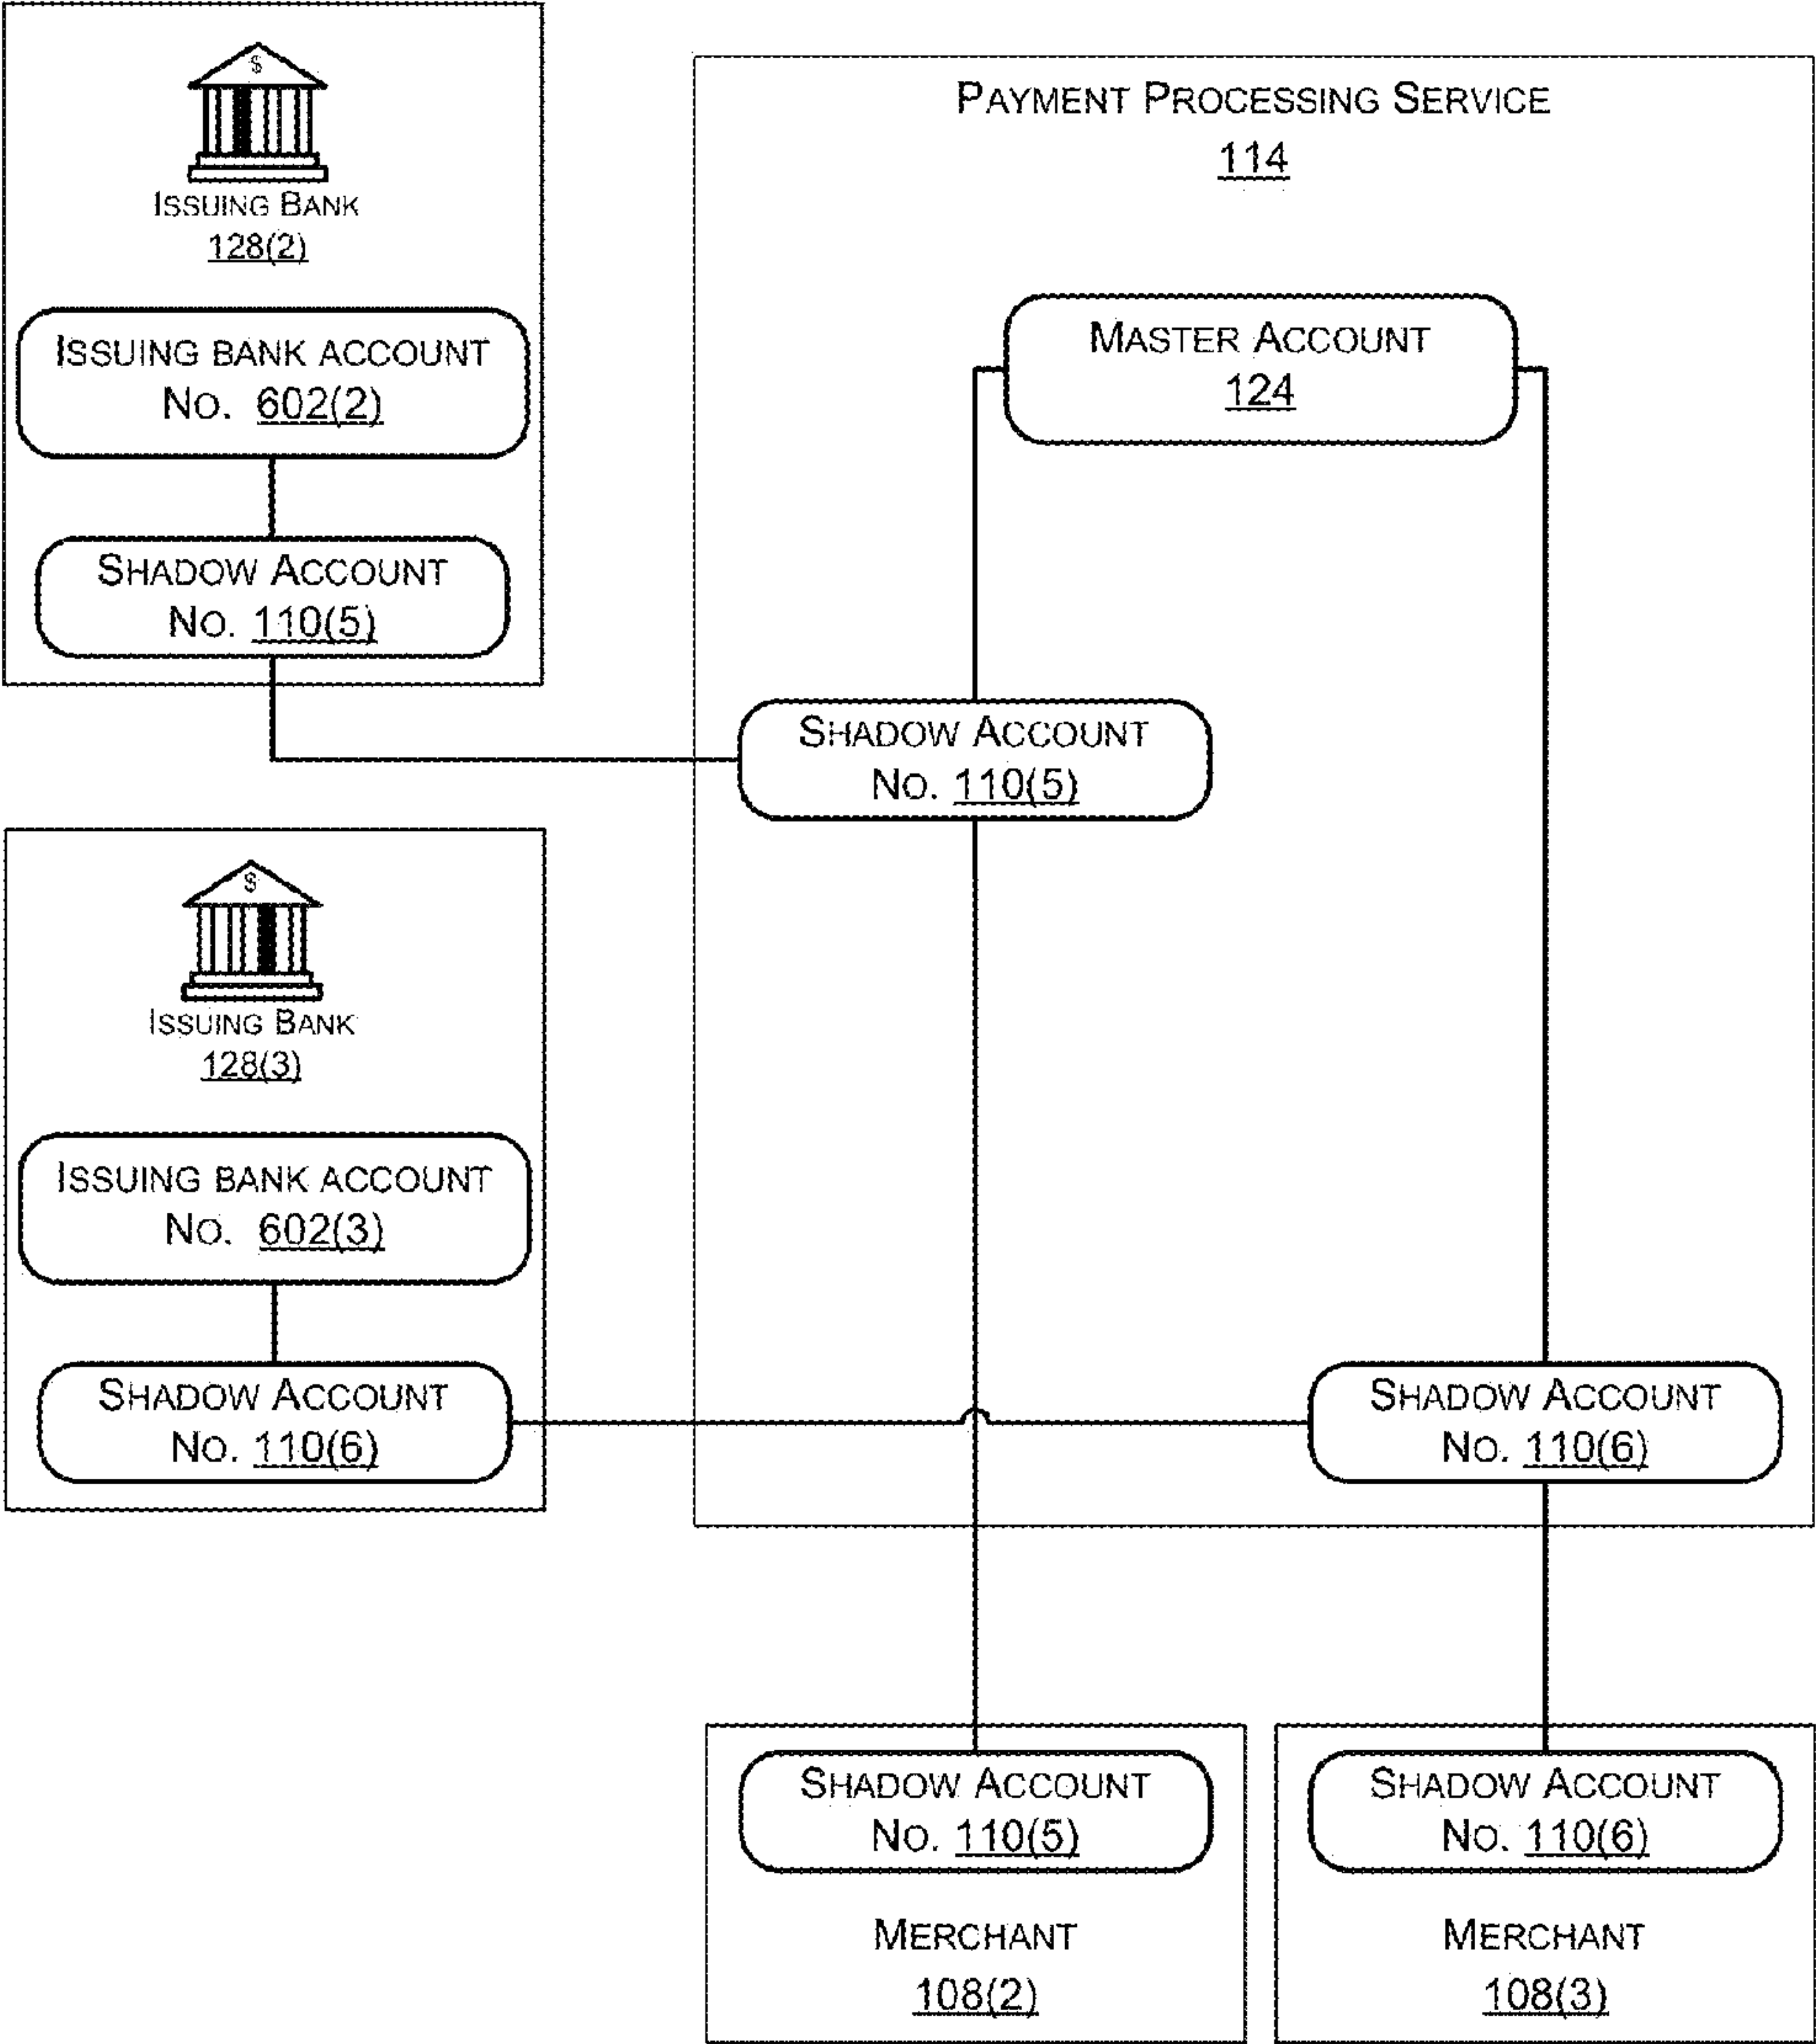 $
ISSUING BANK
128(2)
ISSUING BANK ACCOUNT
NO. 602(2)
SHADOW ACCOUNT
NO. 110(5)
PAYMENT PROCESSING SERVICE
114
MASTER ACCOUNT
124
SHADOW ACCOUNT
NO. 110(5)
$
ISSUING BANK
128(3)
ISSUING BANK ACCOUNT
NO. 602(3)
SHADOW ACCOUNT
NO. 110(6)
SHADOW ACCOUNT
NO. 110(6)
SHADOW ACCOUNT
NO. 110(5)
MERCHANT
108(2)
SHADOW ACCOUNT
NO. 110(6)
MERCHANT
108(3)